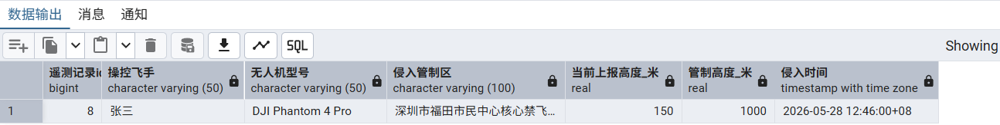 数据输出 消息 通知
SQL
Showing
遥测记录id 操控飞手 无人机型号 侵入管制区 当前上报高度_米 管制高度_米 侵入时间
bigint character varying (50) character varying (50) character varying (100) real real timestamp with time zone
1 8 张三 DJI Phantom 4 Pro 深圳市福田市民中心核心禁飞... 150 1000 2026-05-28 12:46:00+08